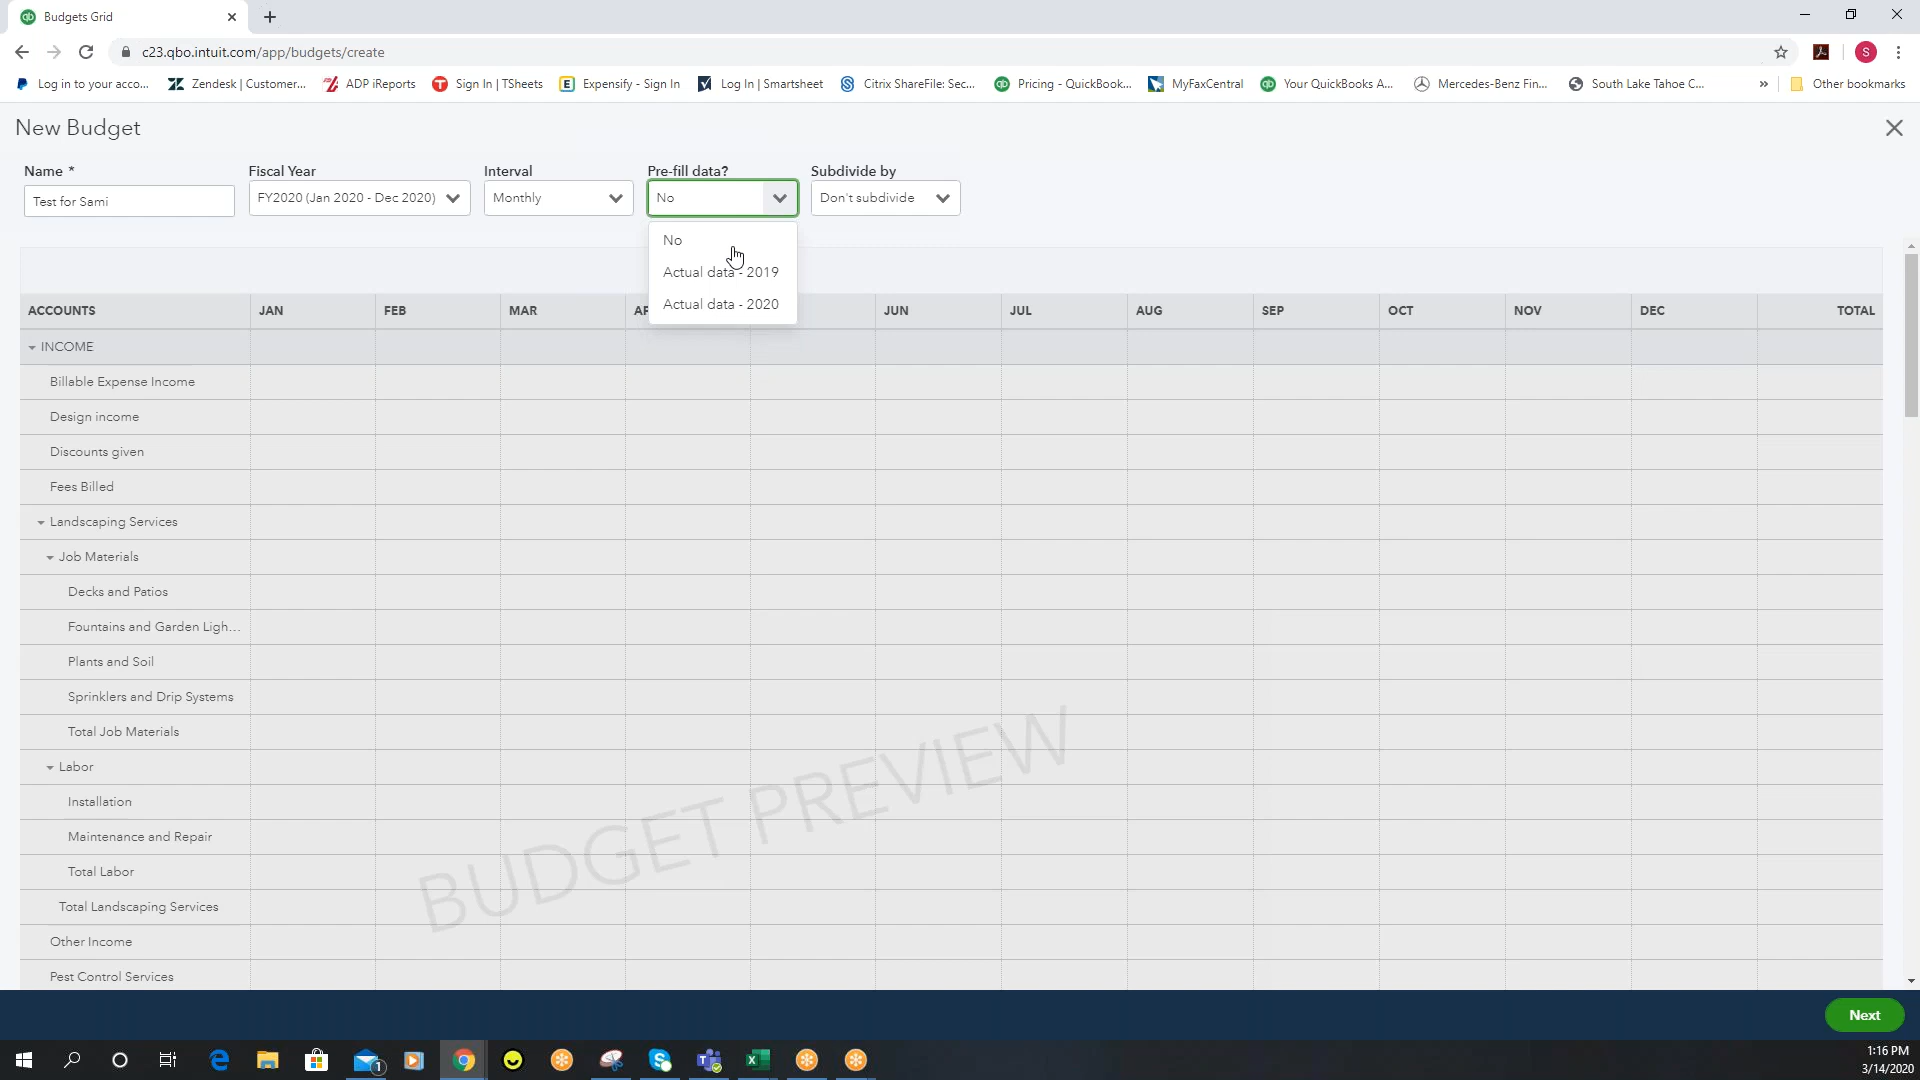 Budgets Grid
c23.qbo.intuit.com/app/budgets/create
S
Log in to your acco... Zendesk | Customer... ADP iReports Sign In | TSheets Expensify - Sign In Log In | Smartsheet Citrix ShareFile: Sec... Pricing - QuickBook... MyFaxCentral Your QuickBooks A... Mercedes-Benz Fin... South Lake Tahoe C... » Other bookmarks
New Budget
Name * Fiscal Year Interval Pre-fill data? Subdivide by
Test for Sami FY2020 (Jan 2020 - Dec 2020) Monthly No Don't subdivide
No
Actual data - 2019
Actual data - 2020
ACCOUNTS JAN FEB MAR JUN JUL AUG SEP OCT NOV DEC TOTAL
INCOME
Billable Expense Income
Design income
Discounts given
Fees Billed
Landscaping Services
Job Materials
Decks and Patios
Fountains and Garden Ligh...
Plants and Soil
Sprinklers and Drip Systems
Total Job Materials
Labor
Installation
Maintenance and Repair
Total Labor
Total Landscaping Services
Other Income
Pest Control Services
BUDGET PREVIEW
Next
1:16 PM
3/14/2020